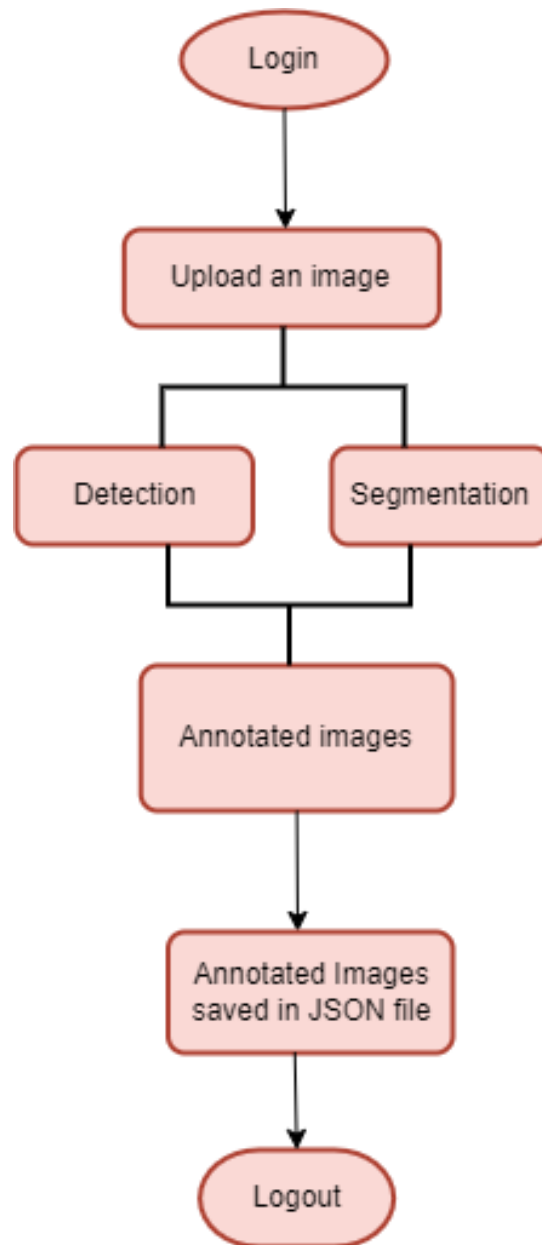 Login
Upload an image
Detection
Segmentation
Annotated images
Annotated Images
saved in JSON file
Logout